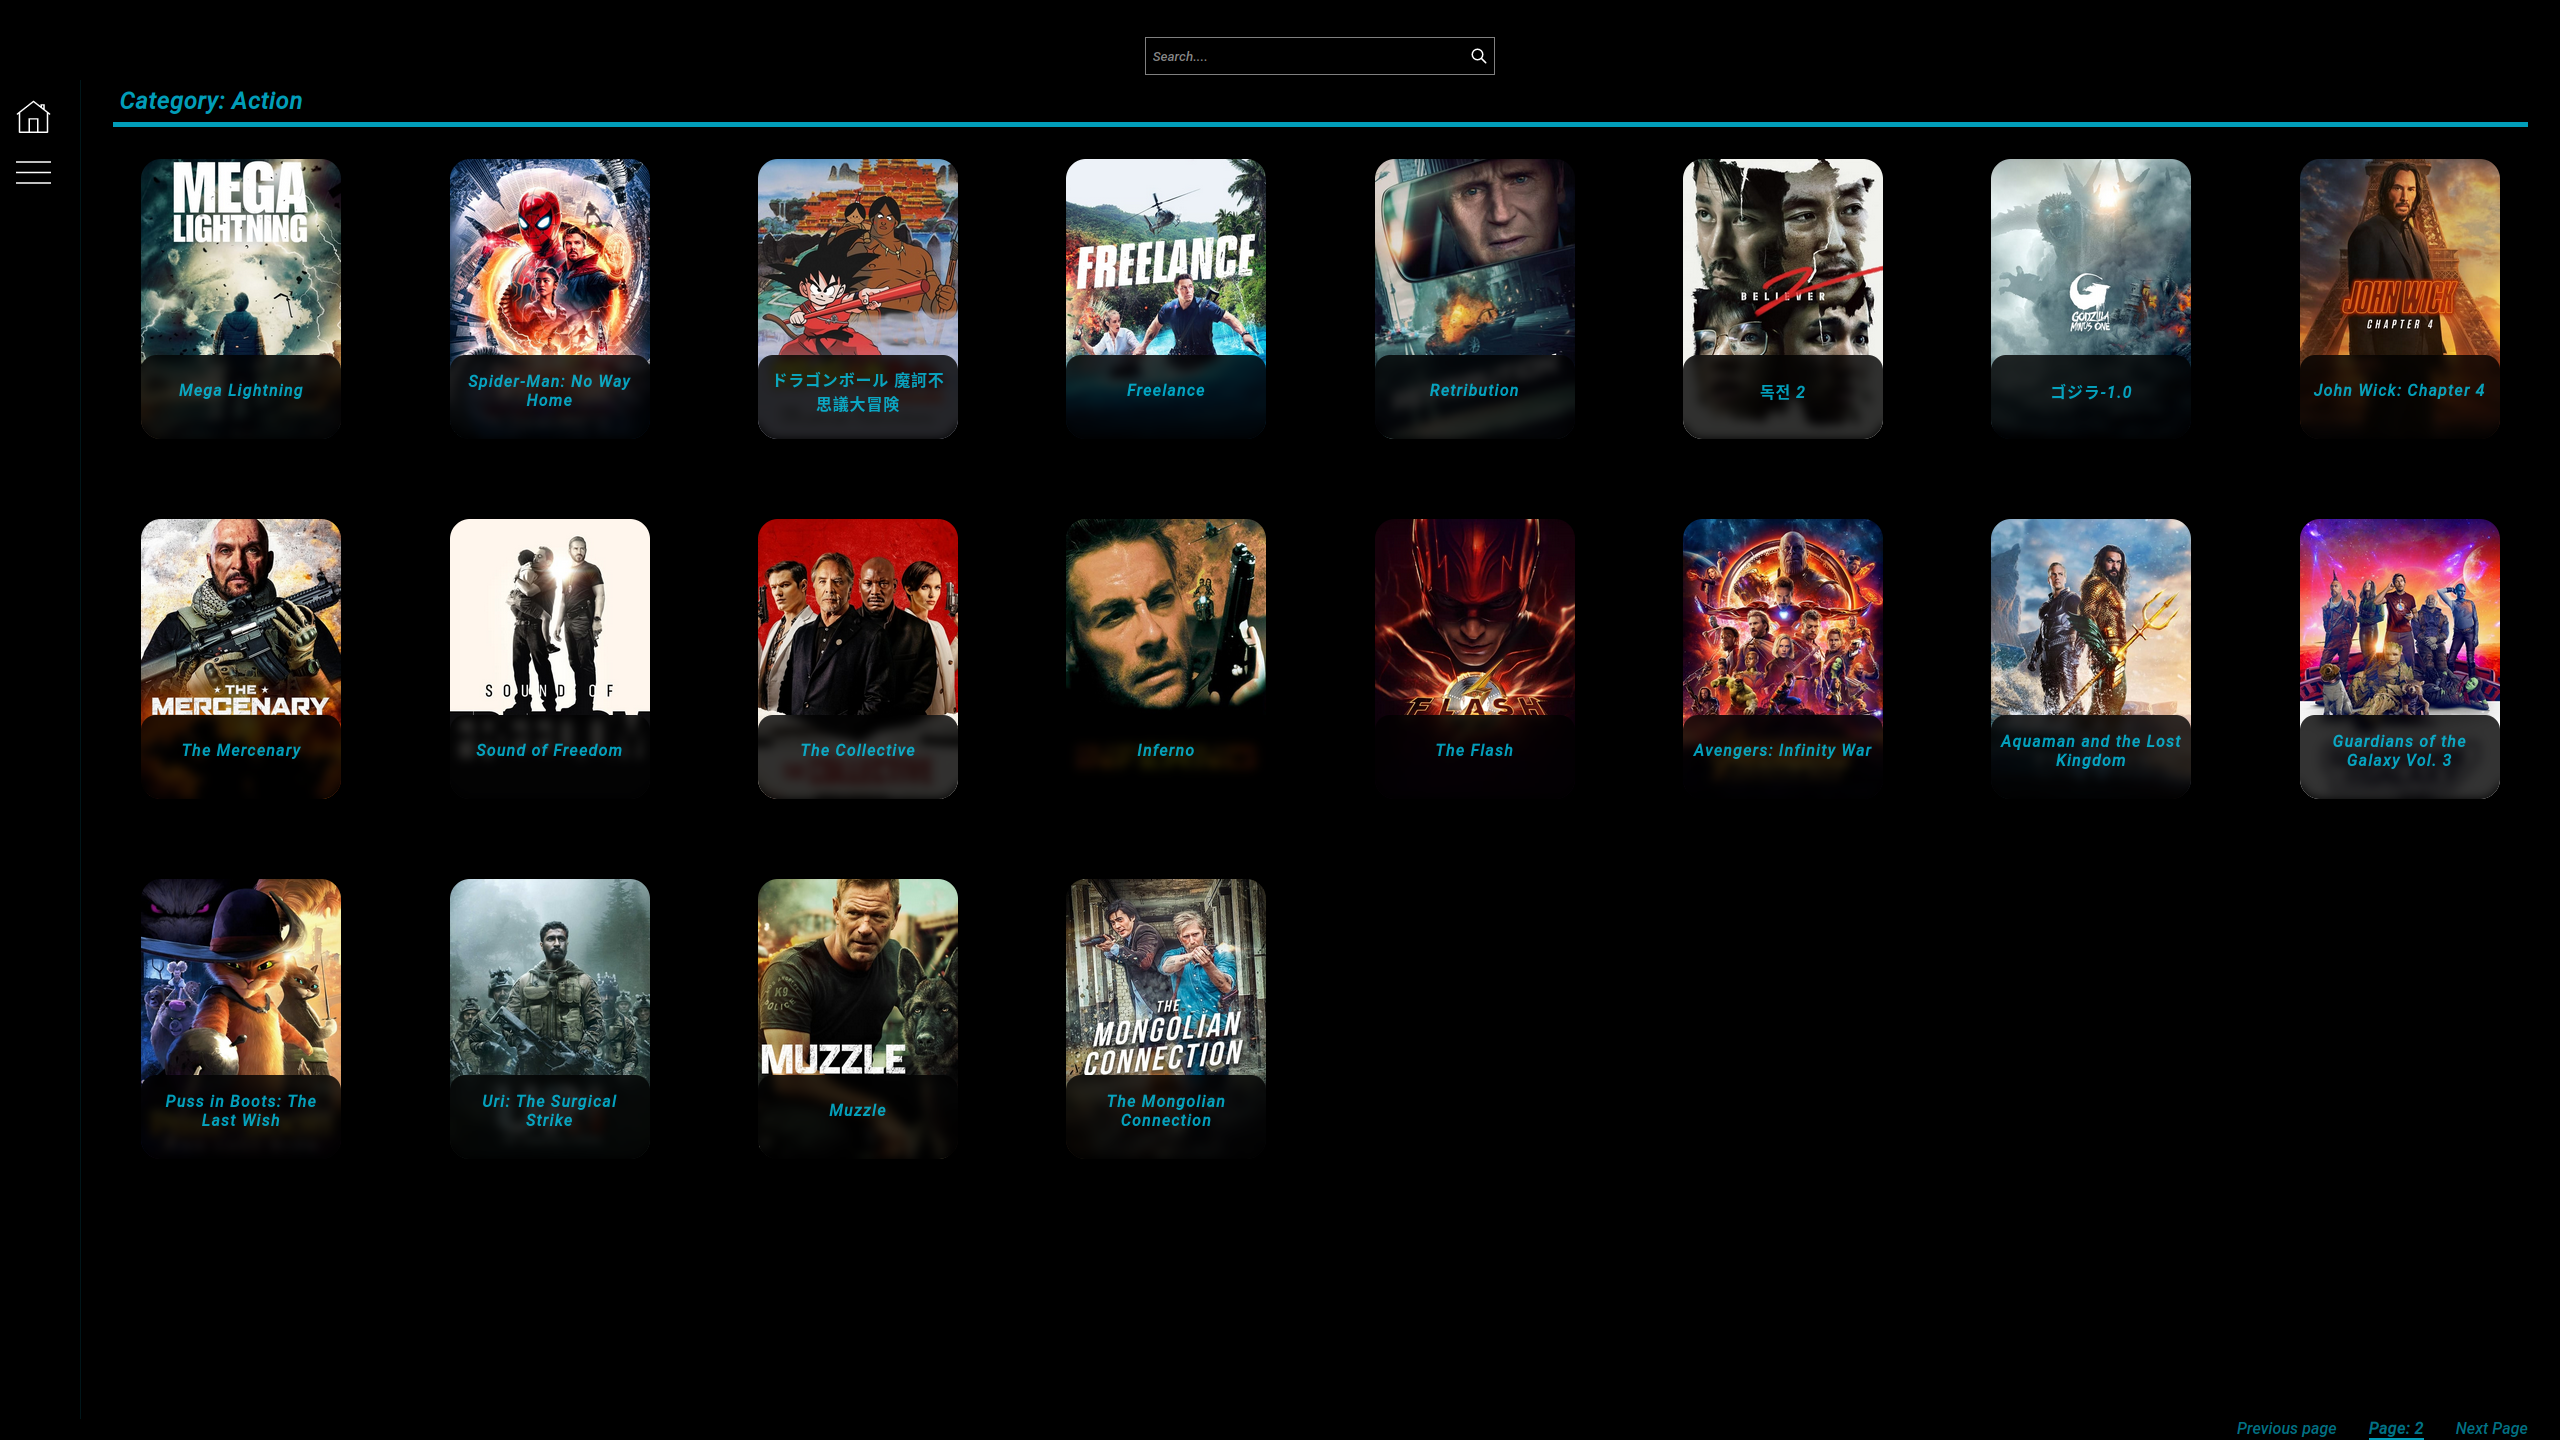 Search....
Category: Action
MEGA
LIGHTNING
FREELANCE
BELIEVER
2
GODZILLA
MINUS ONE
JOHN WICK
CHAPTER 4
Mega Lightning
Spider-Man: No Way
Home
ドラゴンボール 魔訶不
思議大冒険
Freelance
Retribution
독전 2
ゴジラ-1.0
John Wick: Chapter 4
THE
MERCENARY
SOUND OF
FLASH
The Mercenary
Sound of Freedom
The Collective
Inferno
The Flash
Avengers: Infinity War
Aquaman and the Lost
Kingdom
Guardians of the
Galaxy Vol. 3
K9
MUZZLE
THE
MONGOLIAN
CONNECTION
Puss in Boots: The
Last Wish
Uri: The Surgical
Strike
Muzzle
The Mongolian
Connection
Previous page
Page: 2
Next Page